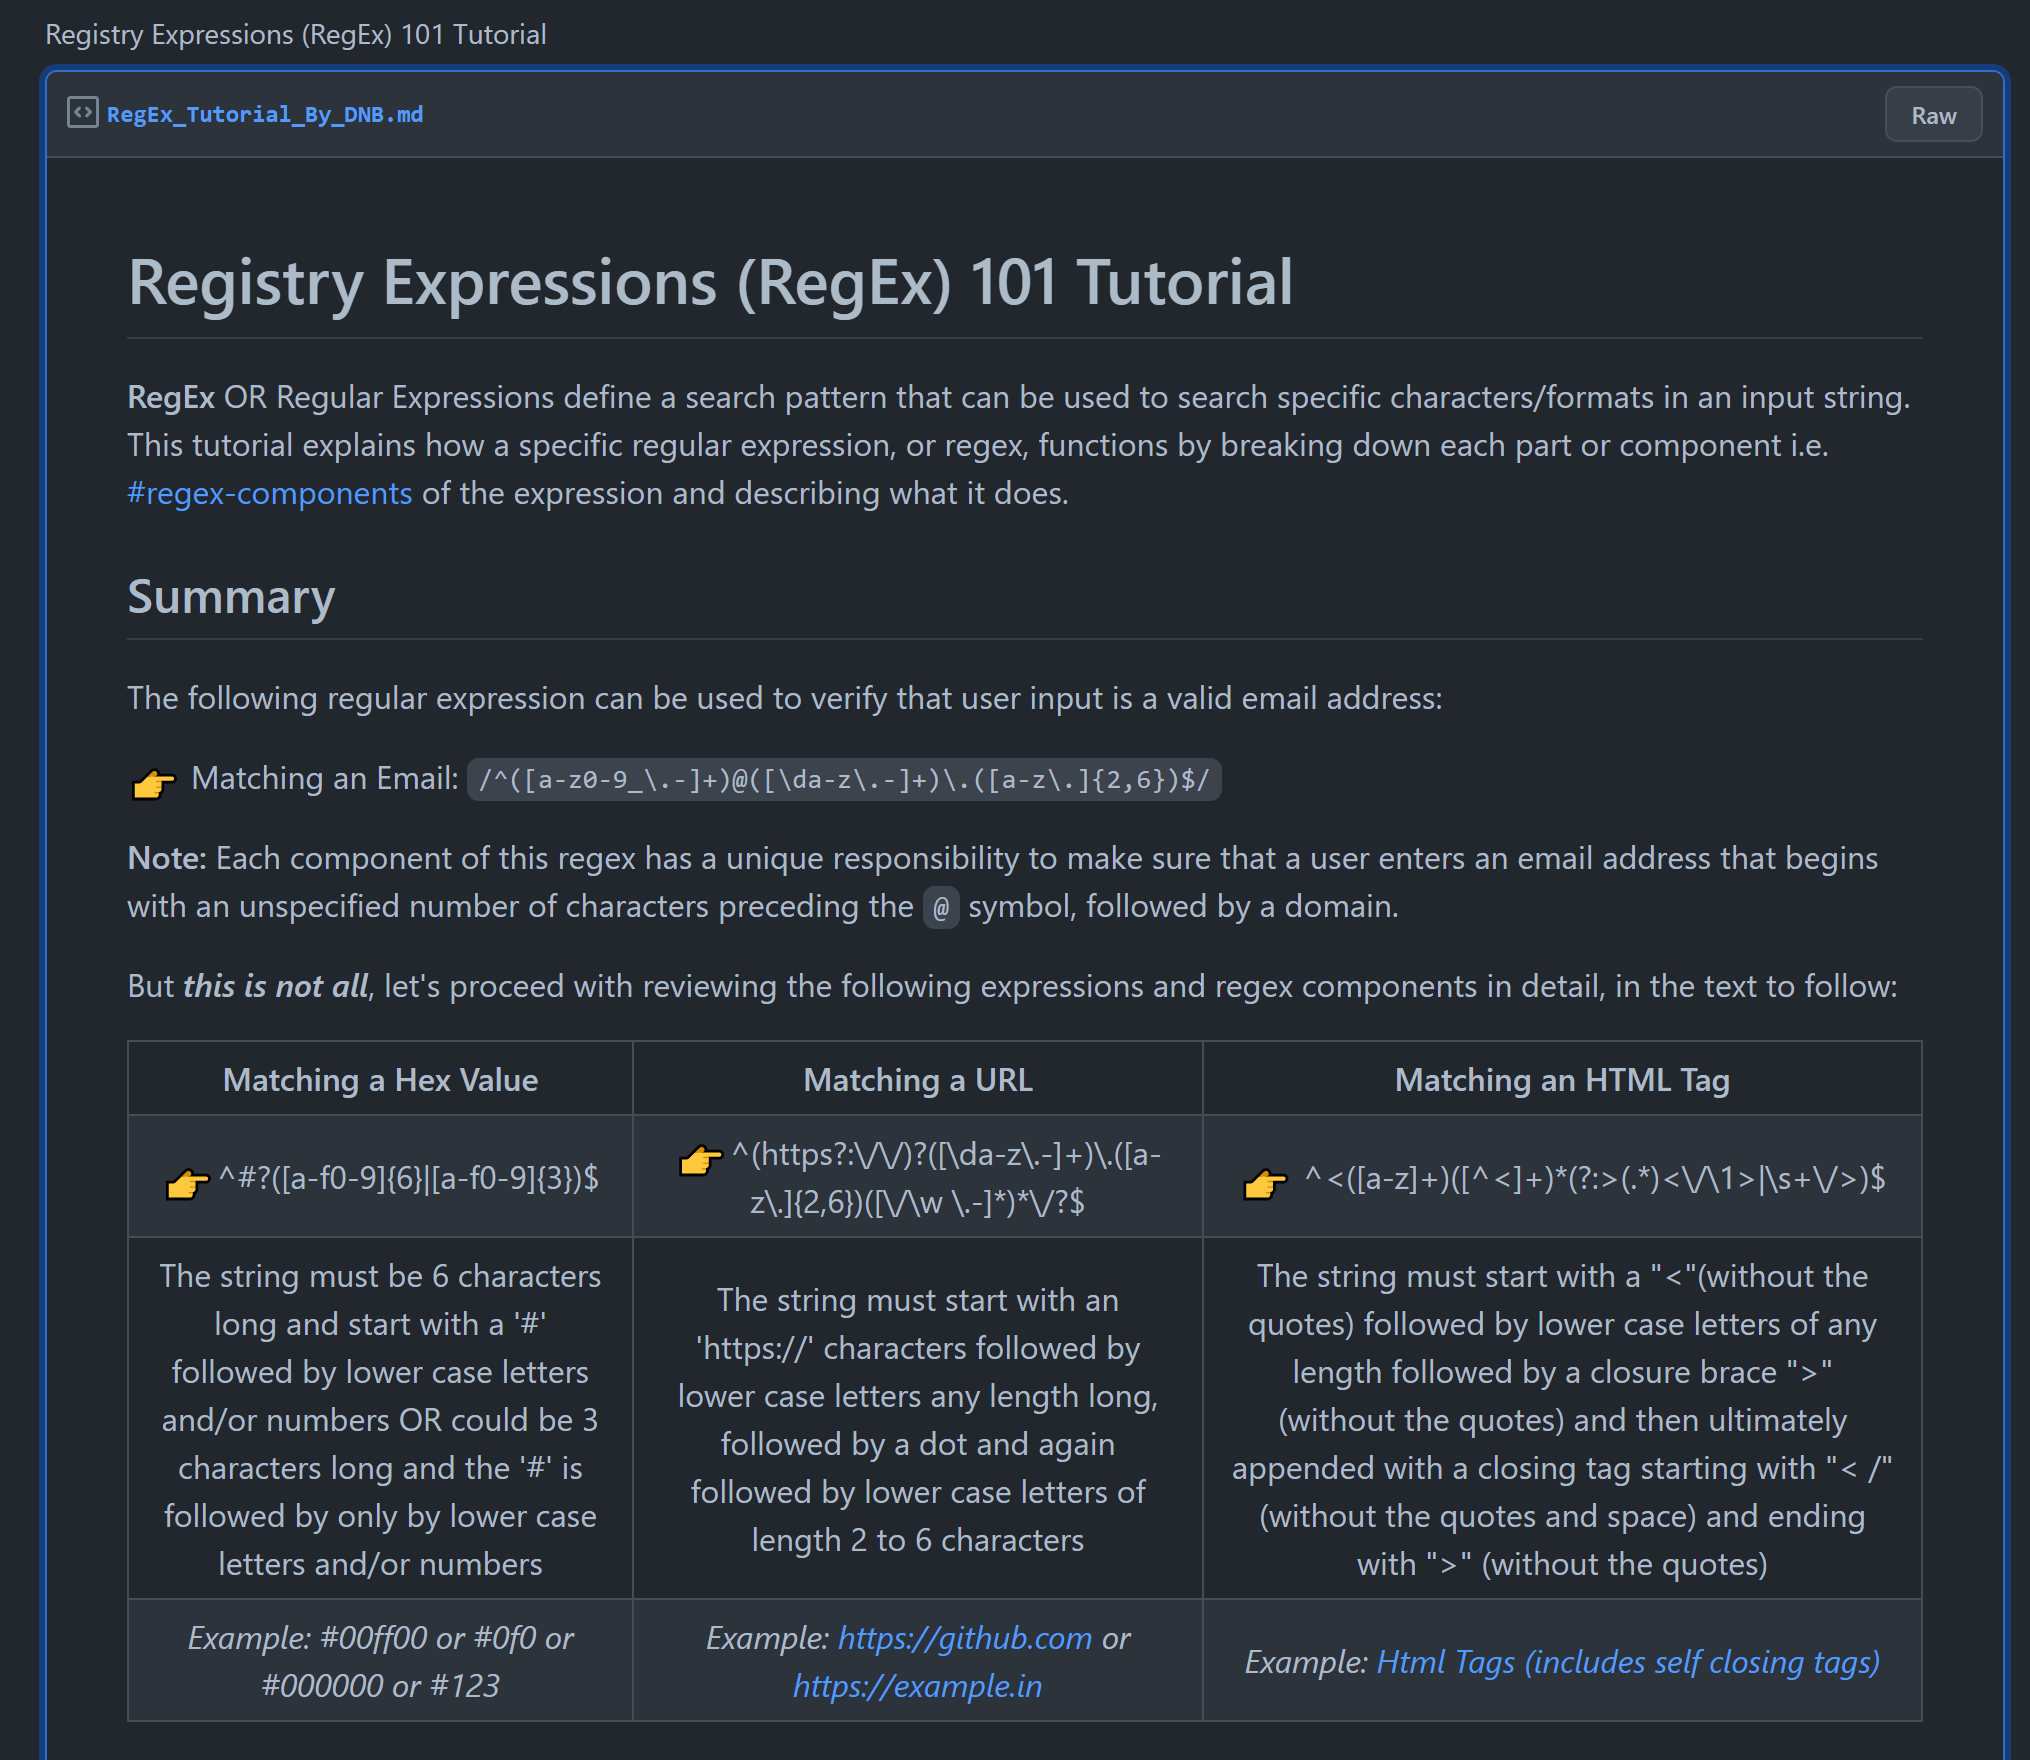 Registry Expressions (RegEx) 101 Tutorial
RegEx_Tutorial_By_DNB.md
Raw
Registry Expressions (RegEx) 101 Tutorial
RegEx OR Regular Expressions define a search pattern that can be used to search specific characters/formats in an input string.
This tutorial explains how a specific regular expression, or regex, functions by breaking down each part or component i.e.
#regex-components of the expression and describing what it does.
Summary
The following regular expression can be used to verify that user input is a valid email address:
👉 Matching an Email: /^([a-z0-9_\.-]+)@([\da-z\.-]+)\.([a-z\.]{2,6})$/
Note: Each component of this regex has a unique responsibility to make sure that a user enters an email address that begins
with an unspecified number of characters preceding the @ symbol, followed by a domain.
But this is not all, let's proceed with reviewing the following expressions and regex components in detail, in the text to follow:
Matching a Hex Value
Matching a URL
Matching an HTML Tag
👉 ^#?([a-f0-9]{6}|[a-f0-9]{3})$
👉 ^(https?:\/\/)?([\da-z\.-]+)\.([a-
z\.]{2,6})([\/\w \.-]*)*\/?$
👉 ^<([a-z]+)([^<]+)*(?:>(.*)<\/\1>|\s+\/>)$
The string must be 6 characters
long and start with a '#'
followed by lower case letters
and/or numbers OR could be 3
characters long and the '#' is
followed by only by lower case
letters and/or numbers
The string must start with an
'https://' characters followed by
lower case letters any length long,
followed by a dot and again
followed by lower case letters of
length 2 to 6 characters
The string must start with a "<"(without the
quotes) followed by lower case letters of any
length followed by a closure brace ">"
(without the quotes) and then ultimately
appended with a closing tag starting with "< /"
(without the quotes and space) and ending
with ">" (without the quotes)
Example: #00ff00 or #0f0 or
#000000 or #123
Example: https://github.com or
https://example.in
Example: Html Tags (includes self closing tags)